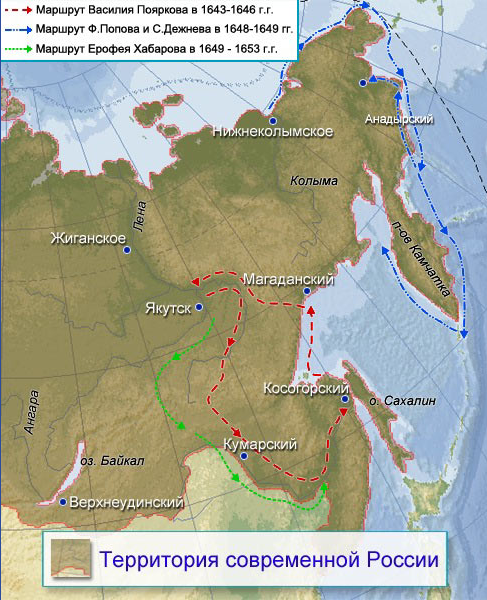 Маршрут Василия Пояркова в 1643-1646 г.г.
Маршрут Ф.Попова и С.Дежнева в 1648-1649 гг.
Маршрут Ерофея Хабарова в 1649 - 1653 г.г.
Анадырский
Нижнеколымское
Колыма
Лена
п-ов Камчатка
Жиганское
Магаданский
Якутск
Косогорский
о. Сахалин
Ангара
Кумарский
оз. Байкал
Верхнеудинский
Территория современной России